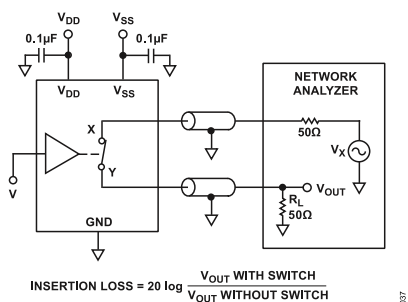 VDD
VSS
0.1µF
0.1µF
VDD
VSS
NETWORK
ANALYZER
X
50Ω
VX
Y
V
VOUT
RL
50Ω
GND
INSERTION LOSS = 20 log VOUT WITH SWITCH
VOUT WITHOUT SWITCH